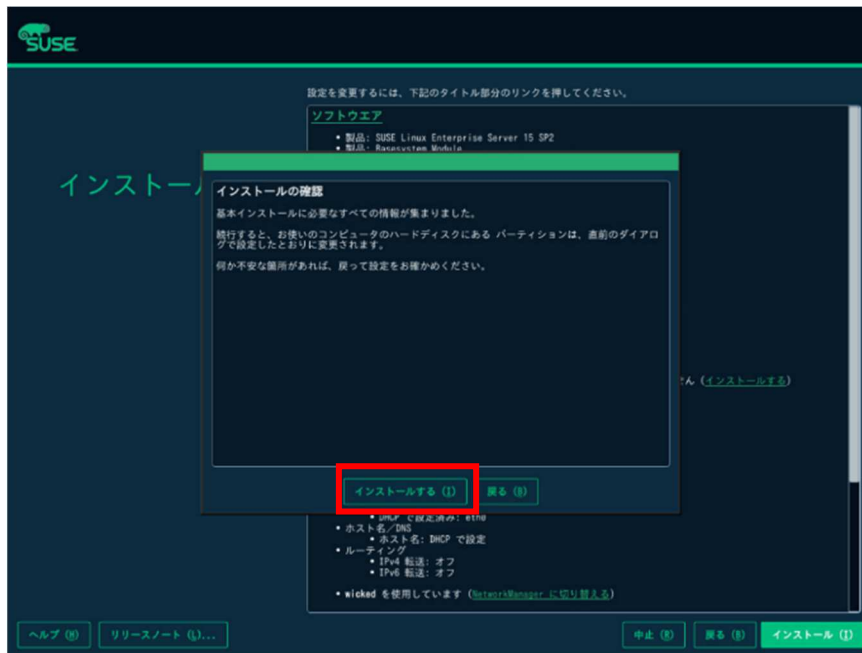 SUSE
設定を変更するには、下記のタイトル部分のリンクを押してください。
ソフトウエア
• 製品: SUSE Linux Enterprise Server 15 SP2
• 製品: Basesystem Module
インストール
インストールの確認
基本インストールに必要なすべての情報が集まりました。
続行すると、お使いのコンピュータのハードディスクにある パーティションは、直前のダイアロ
グで設定したとおりに変更されます。
何か不安な箇所があれば、戻って設定をお確かめください。
せん (インストールする)
インストールする (I)
戻る (B)
• DHCP で設定済み: eth0
• ホスト名/DNS
• ホスト名: DHCP で設定
• ルーティング
• IPv4 転送: オフ
• IPv6 転送: オフ
• wicked を使用しています (NetworkManager に切り替える)
ヘルプ (H)
リリースノート (L)...
中止 (R)
戻る (B)
インストール (I)